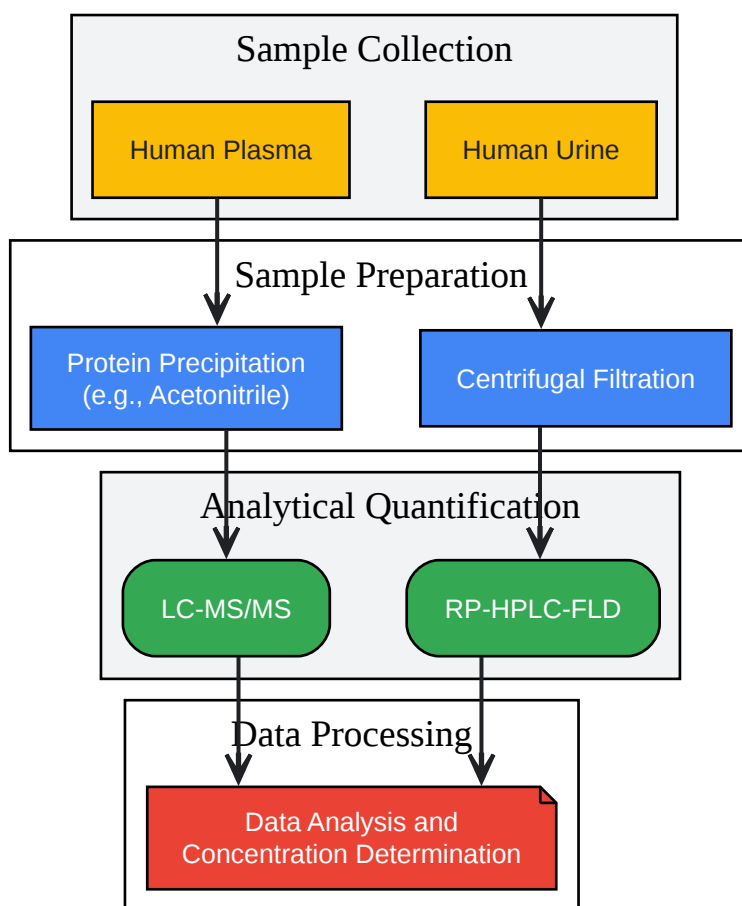 Sample Collection
Human Plasma
Human Urine
Sample Preparation
Protein Precipitation
(e.g., Acetonitrile)
Centrifugal Filtration
Analytical Quantification
LC-MS/MS
RP-HPLC-FLD
Data Processing
Data Analysis and
Concentration Determination